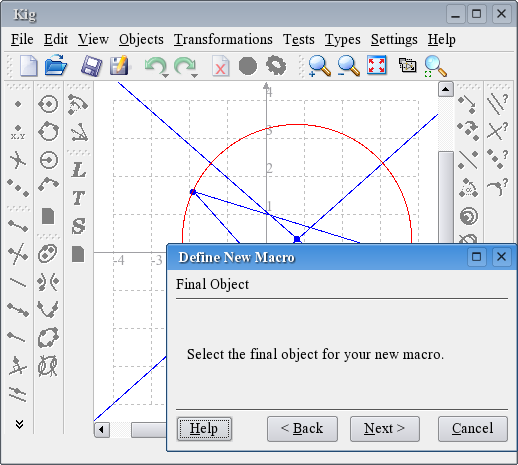 Kig
File Edit View Objects Transformations Tests Types Settings Help
x,y
L
T
S
? ? ? ?
4
3
2
1
-4 -3
Define New Macro
Final Object
Select the final object for your new macro.
Help < Back Next > Cancel